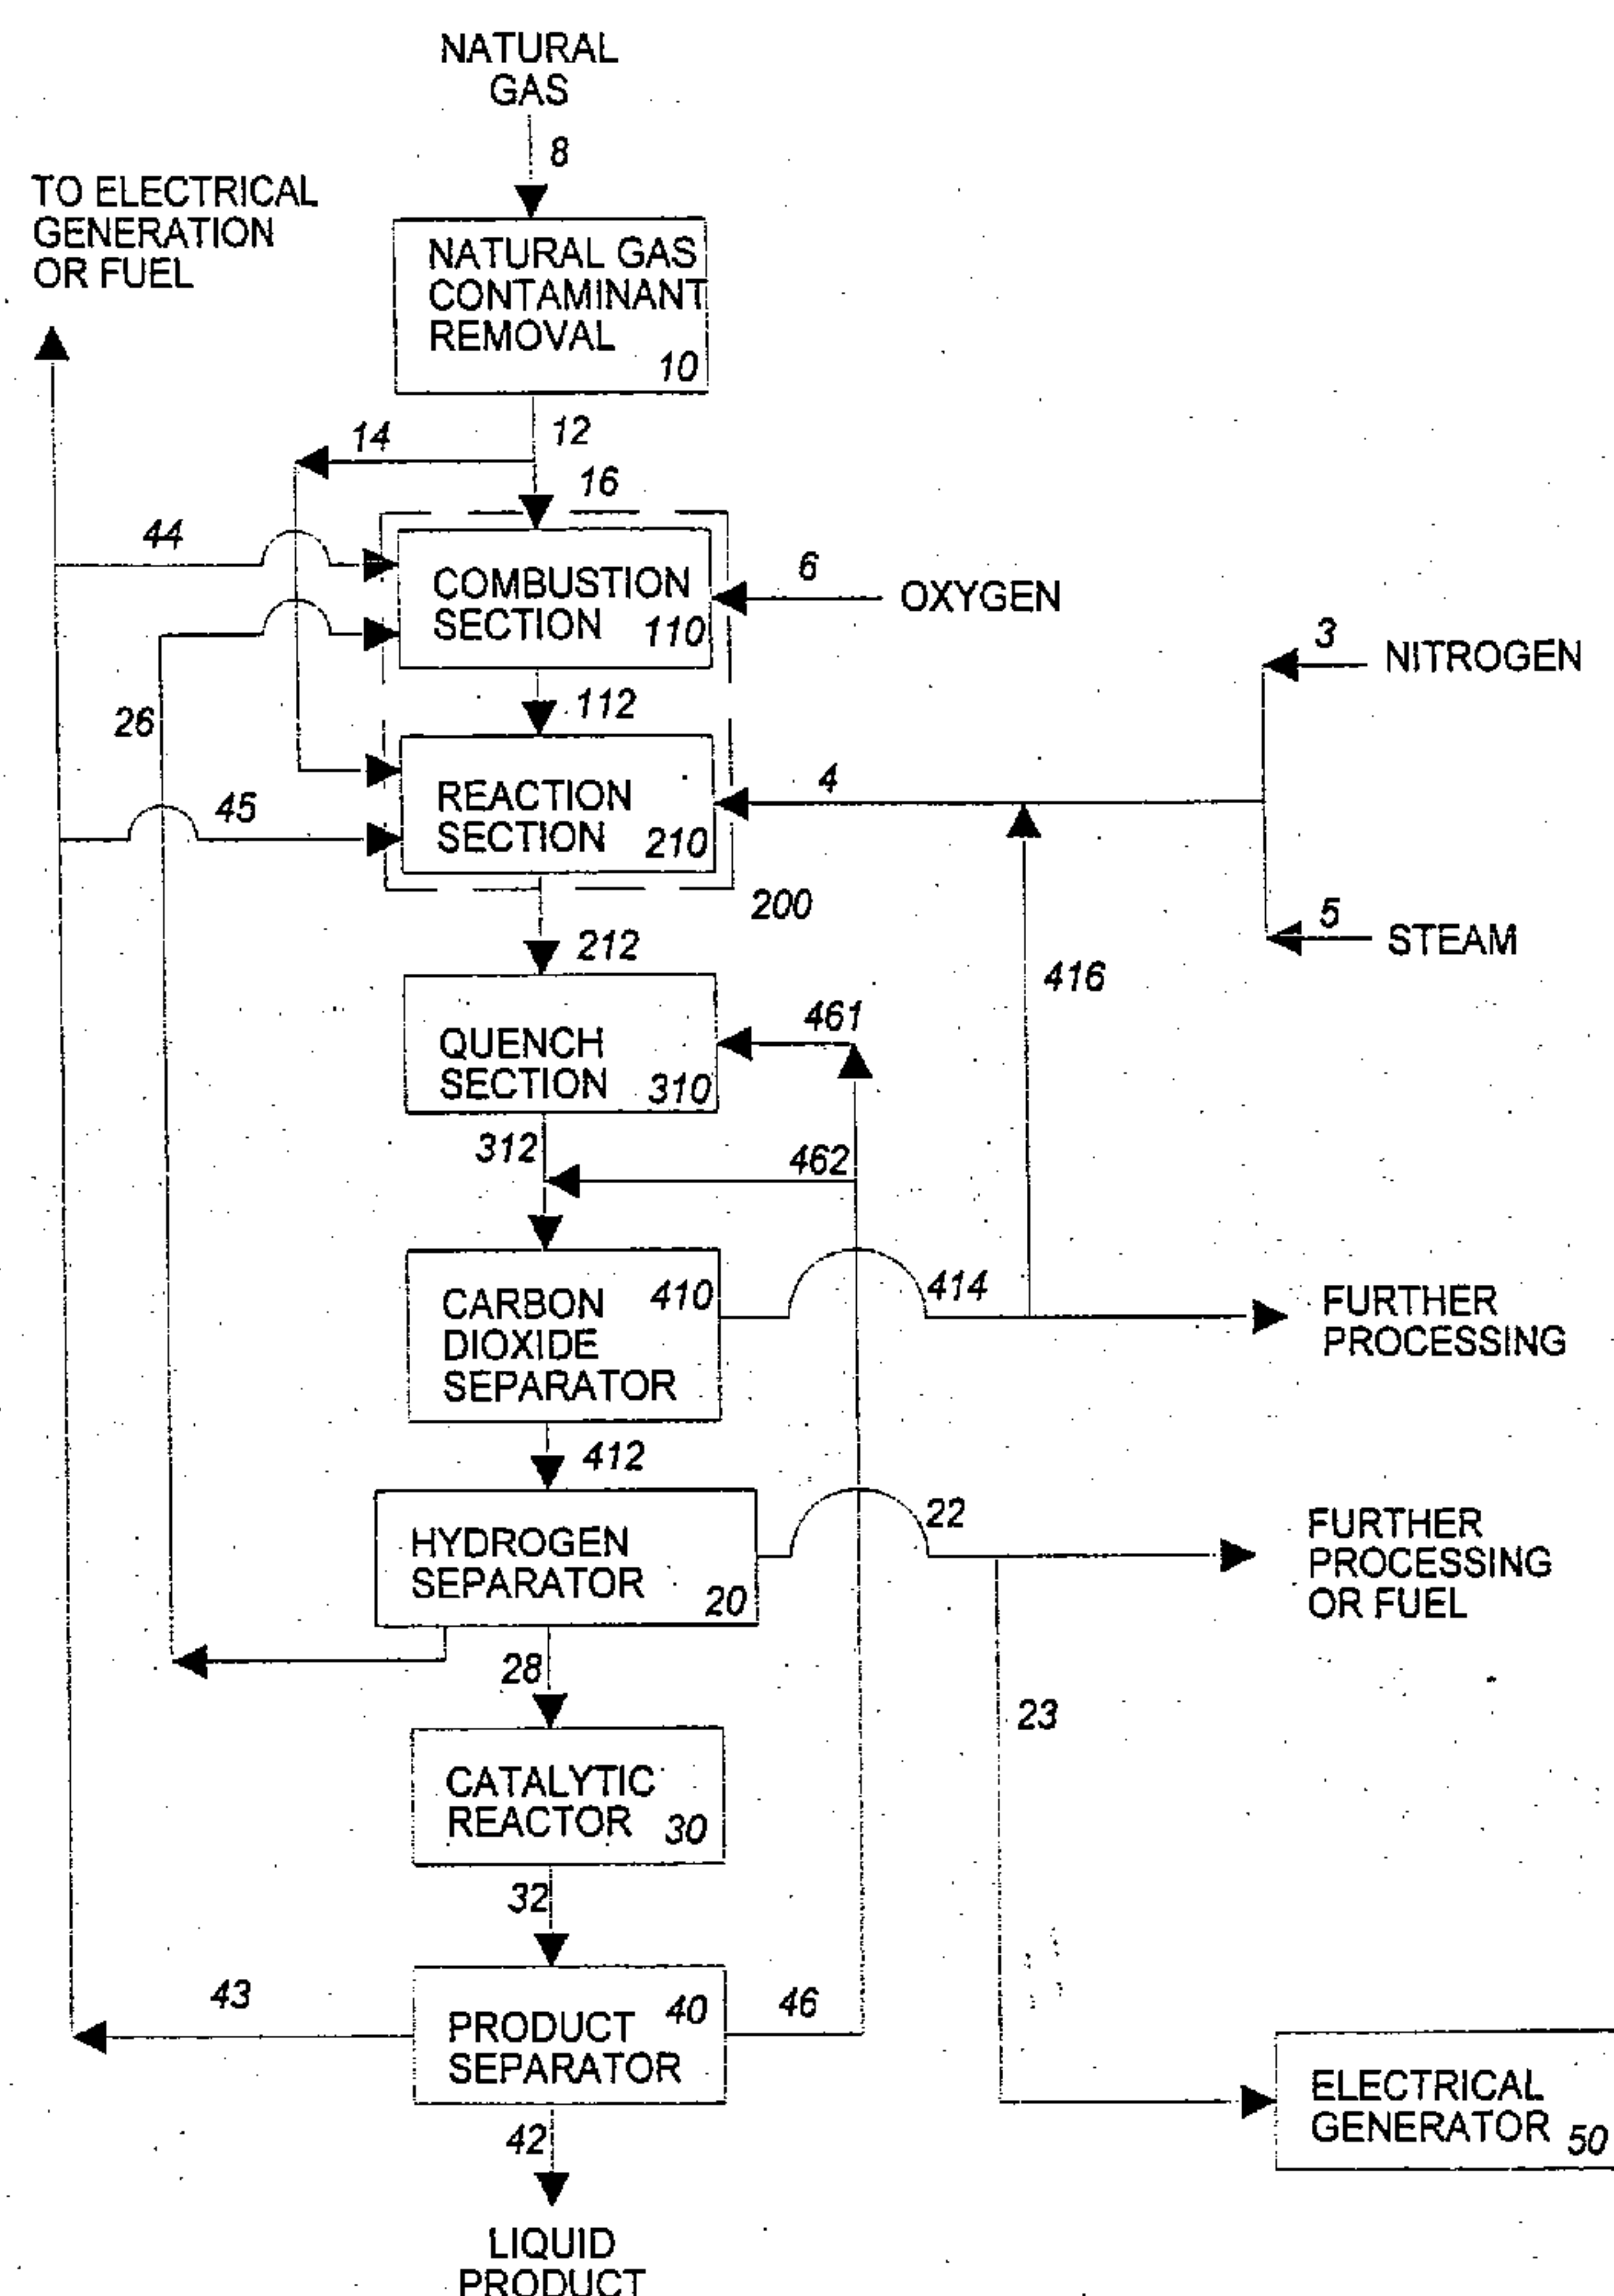 NATURAL
GAS
8
TO ELECTRICAL
GENERATION
OR FUEL
NATURAL GAS
CONTAMINANT
REMOVAL
10
14
12
16
44
COMBUSTION
SECTION 110
6
OXYGEN
3
NITROGEN
26
112
45
REACTION
SECTION 210
4
200
5
STEAM
212
416
QUENCH
SECTION 310
461
312
462
CARBON 410
DIOXIDE
SEPARATOR
414
FURTHER
PROCESSING
412
HYDROGEN
SEPARATOR 20
22
FURTHER
PROCESSING
OR FUEL
28
23
CATALYTIC
REACTOR 30
32
43
PRODUCT 40
SEPARATOR
46
ELECTRICAL
GENERATOR 50
42
LIQUID
PRODUCT